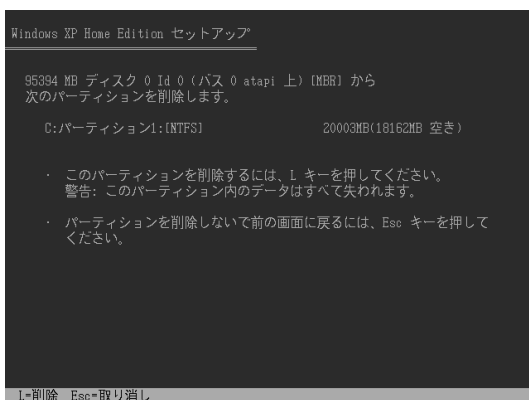 Windows XP Home Edition セットアップ
95394 MB ディスク 0 Id 0 (バス 0 atapi 上) [MBR] から
次のパーティションを削除します。
C:パーティション1:[NTFS] 20003MB(18162MB 空き)
・ このパーティションを削除するには、L キーを押してください。
警告: このパーティション内のデータはすべて失われます。
・ パーティションを削除しないで前の画面に戻るには、Esc キーを押して
ください。
L=削除 Esc=取り消し